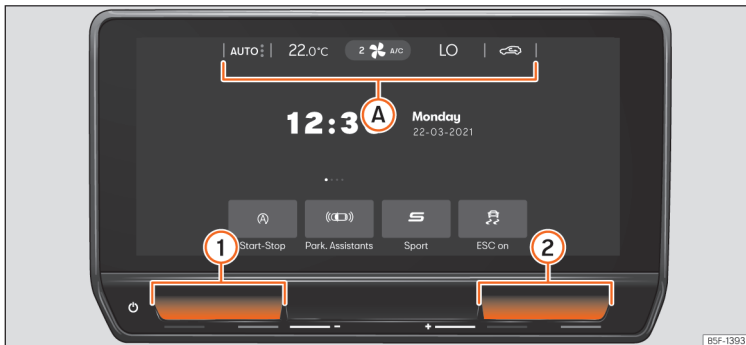 AUTO 22.0°C 2 A/C LO
12:3 Monday
22-03-2021
A
A
Start-Stop Park. Assistants Sport ESC on
1 2
- +
B5F-1393